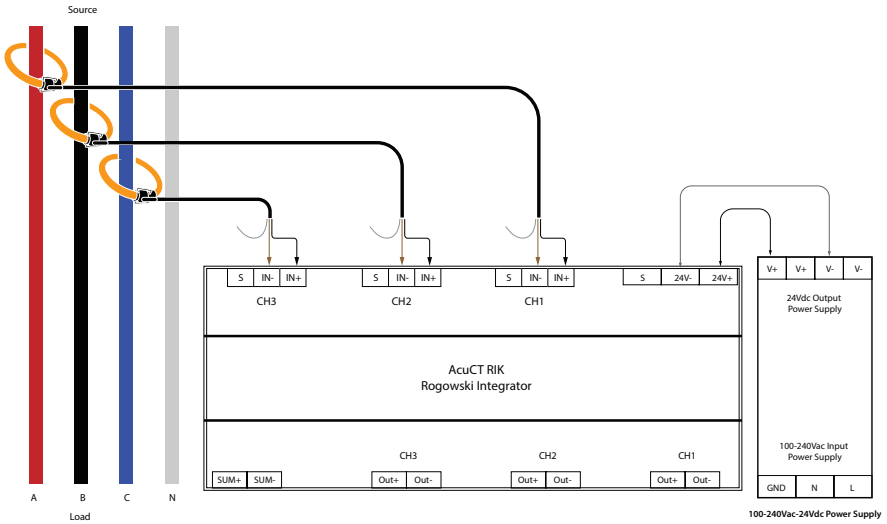 Source
S IN- IN+ S IN- IN+ S IN- IN+ S 24V- 24V+
CH3 CH2 CH1
V+ V+ V- V-
24Vdc Output
Power Supply
AcuCT RIK
Rogowski Integrator
100-240Vac Input
Power Supply
CH3 CH2 CH1
SUM+ SUM- Out+ Out- Out+ Out- Out+ Out-
GND N L
A B C N
Load
100-240Vac-24Vdc Power Supply